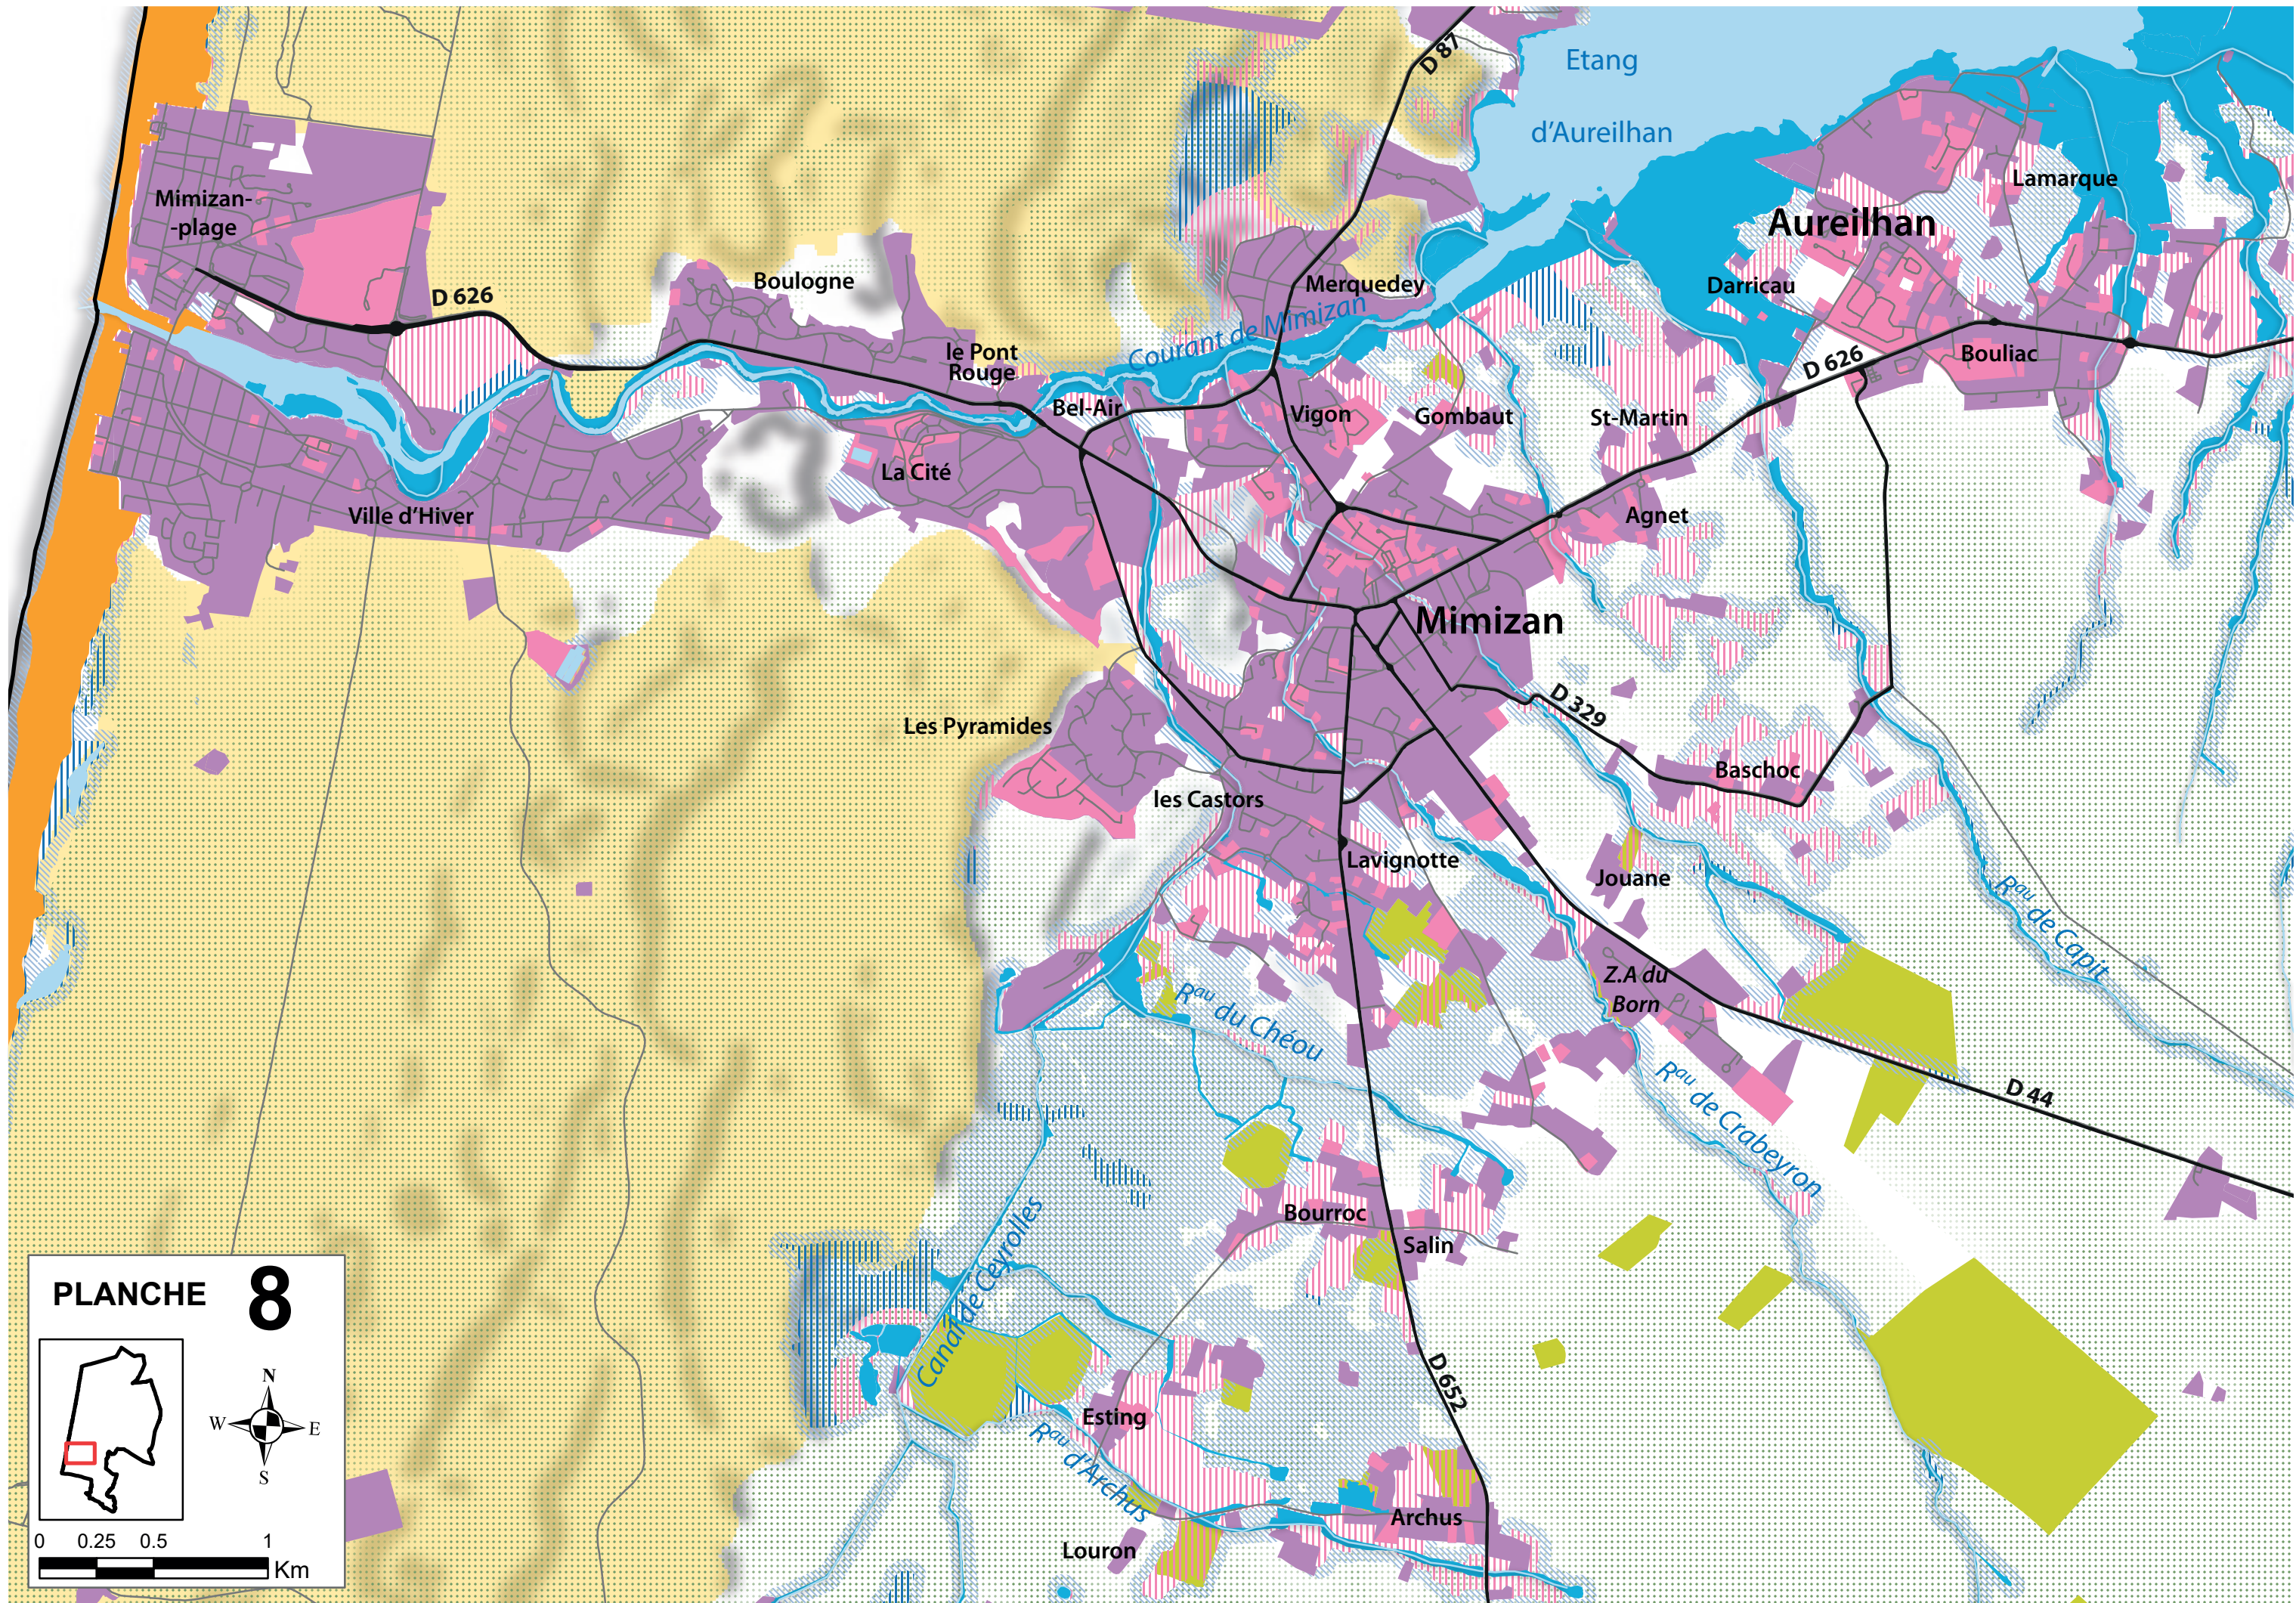 D 87
Etang
d'Aureilhan
Mimizan-
-plage
Lamarque
Aureilhan
D 626
Boulogne
Merquedey
Darricau
Courant de Mimizan
le Pont
Rouge
D 626
Bouliac
Bel-Air
Vigon
Gombaut
St-Martin
La Cité
Ville d'Hiver
Agnet
Mimizan
D 329
Les Pyramides
Baschoc
les Castors
Lavignotte
Jouane
Rau de Capit
Z.A du
Born
Rau du Chéou
Rau de Crabeyron
D 44
Bourroc
Salin
Canal de Ceyrolles
PLANCHE 8
N
W E
S
D 652
Esting
Rau d'Archus
Archus
Louron
0 0.25 0.5 1
Km